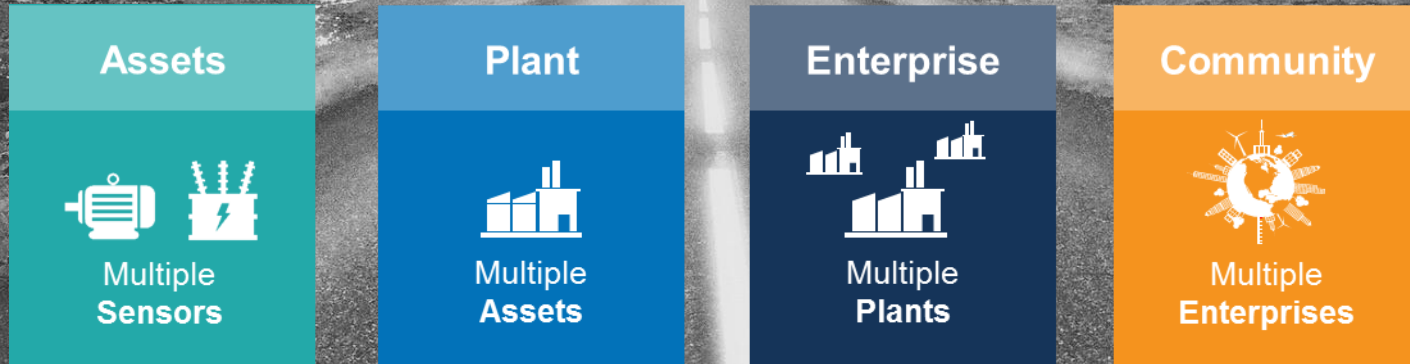 Assets
Multiple
Sensors
Plant
Multiple
Assets
Enterprise
Multiple
Plants
Community
Multiple
Enterprises